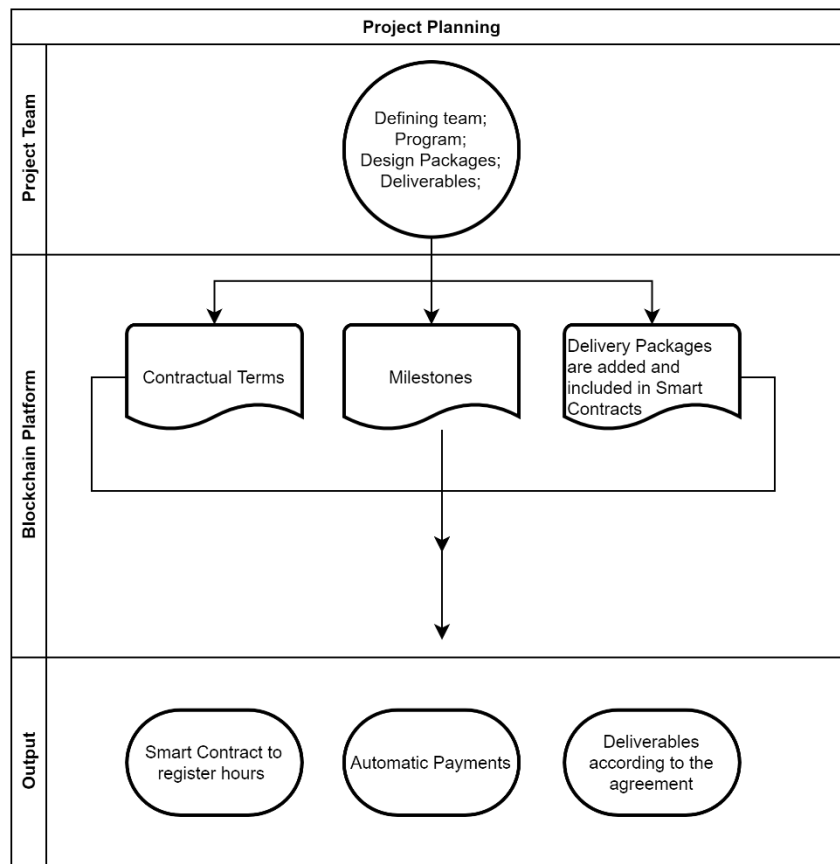 Project Planning
Project Team
Defining team;
Program;
Design Packages;
Deliverables;
Blockchain Platform
Contractual Terms
Milestones
Delivery Packages
are added and
included in Smart
Contracts
Output
Smart Contract to
register hours
Automatic Payments
Deliverables
according to the
agreement